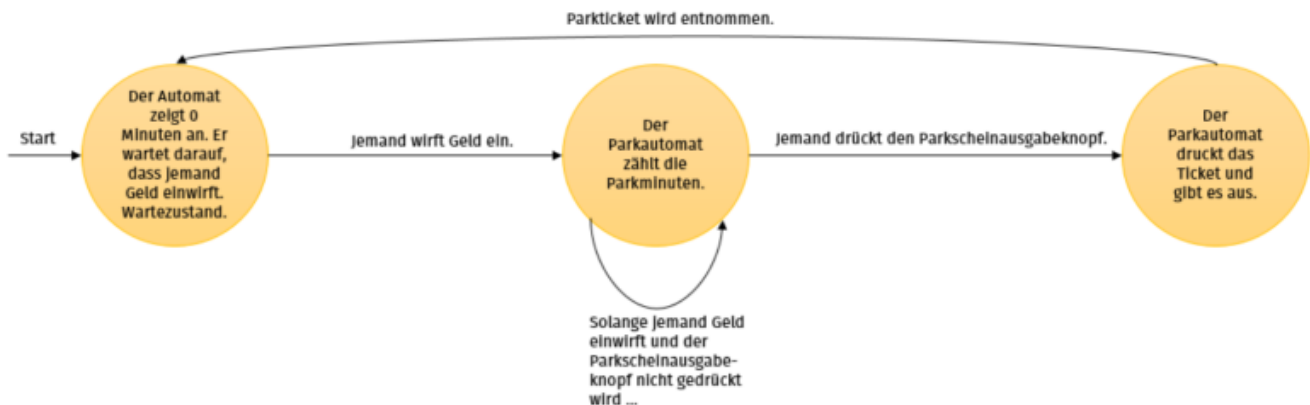 Parkticket wird entnommen.
Start
Der Automat
zeigt 0
Minuten an. Er
wartet darauf,
dass jemand
Geld einwirft.
Wartezustand.
Jemand wirft Geld ein.
Der
Parkautomat
zählt die
Parkminuten.
Jemand drückt den Parkscheinausgabeknopf.
Der
Parkautomat
druckt das
Ticket und
gibt es aus.
Solange jemand Geld
einwirft und der
Parkscheinausgabe-
knopf nicht gedrückt
wird ...